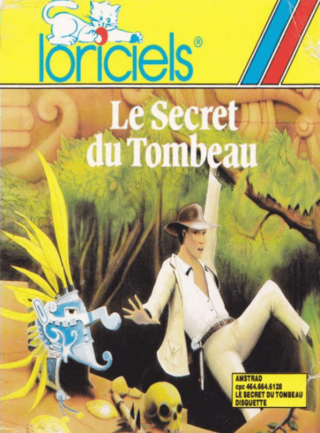 loriciels®
Le Secret
du Tombeau
AMSTRAD
cpc 464.664.6128
LE SECRET DU TOMBEAU
DISQUETTE